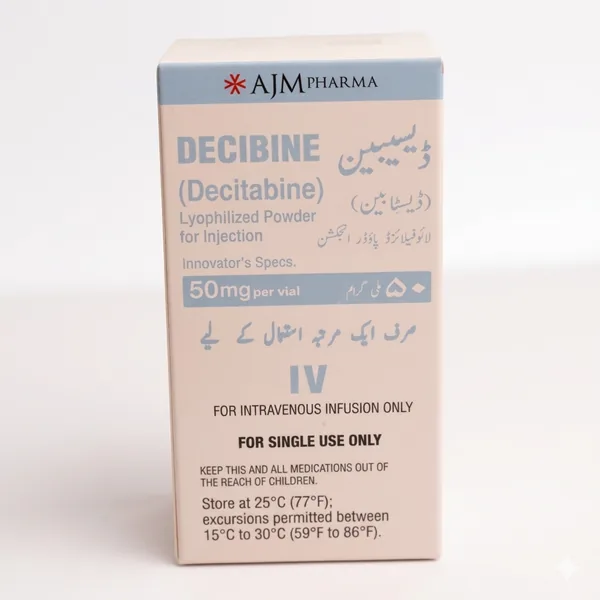 AJM PHARMA
DECIBINE
ڈیسیبین
(Decitabine)
(ڈیسٹابین)
Lyophilized Powder
for Injection
لائوفیلائزڈ پاؤڈر انجکشن
Innovator's Specs.
50mg per vial
۵۰ ملی گرام
صرف ایک مرتبہ استعمال کے لیے
IV
FOR INTRAVENOUS INFUSION ONLY
FOR SINGLE USE ONLY
KEEP THIS AND ALL MEDICATIONS OUT OF
THE REACH OF CHILDREN.
Store at 25°C (77°F);
excursions permitted between
15°C to 30°C (59°F to 86°F).